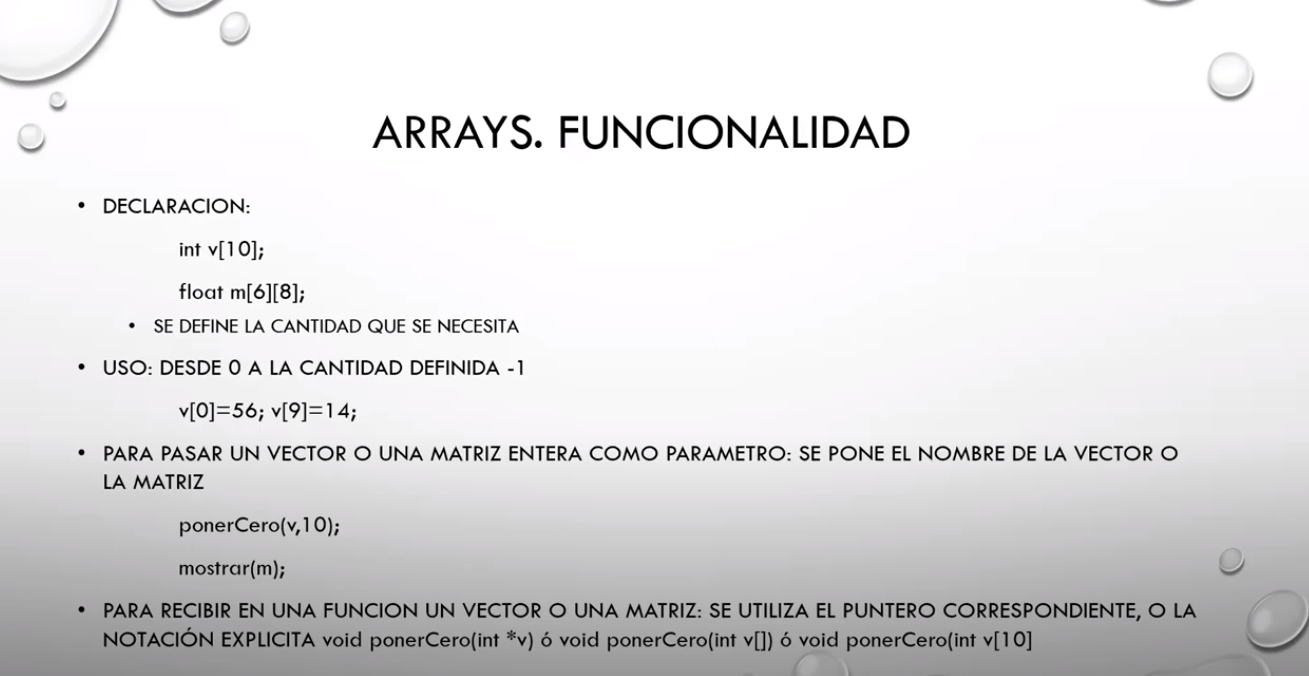 ARRAYS. FUNCIONALIDAD
• DECLARACION:
int v[10];
float m[6][8];
• SE DEFINE LA CANTIDAD QUE SE NECESITA
• USO: DESDE 0 A LA CANTIDAD DEFINIDA -1
v[0]=56; v[9]=14;
• PARA PASAR UN VECTOR O UNA MATRIZ ENTERA COMO PARAMETRO: SE PONE EL NOMBRE DE LA VECTOR O
LA MATRIZ
ponerCero(v,10);
mostrar(m);
• PARA RECIBIR EN UNA FUNCION UN VECTOR O UNA MATRIZ: SE UTILIZA EL PUNTERO CORRESPONDIENTE, O LA
NOTACIÓN EXPLICITA void ponerCero(int *v) ó void ponerCero(int v[]) ó void ponerCero(int v[10]